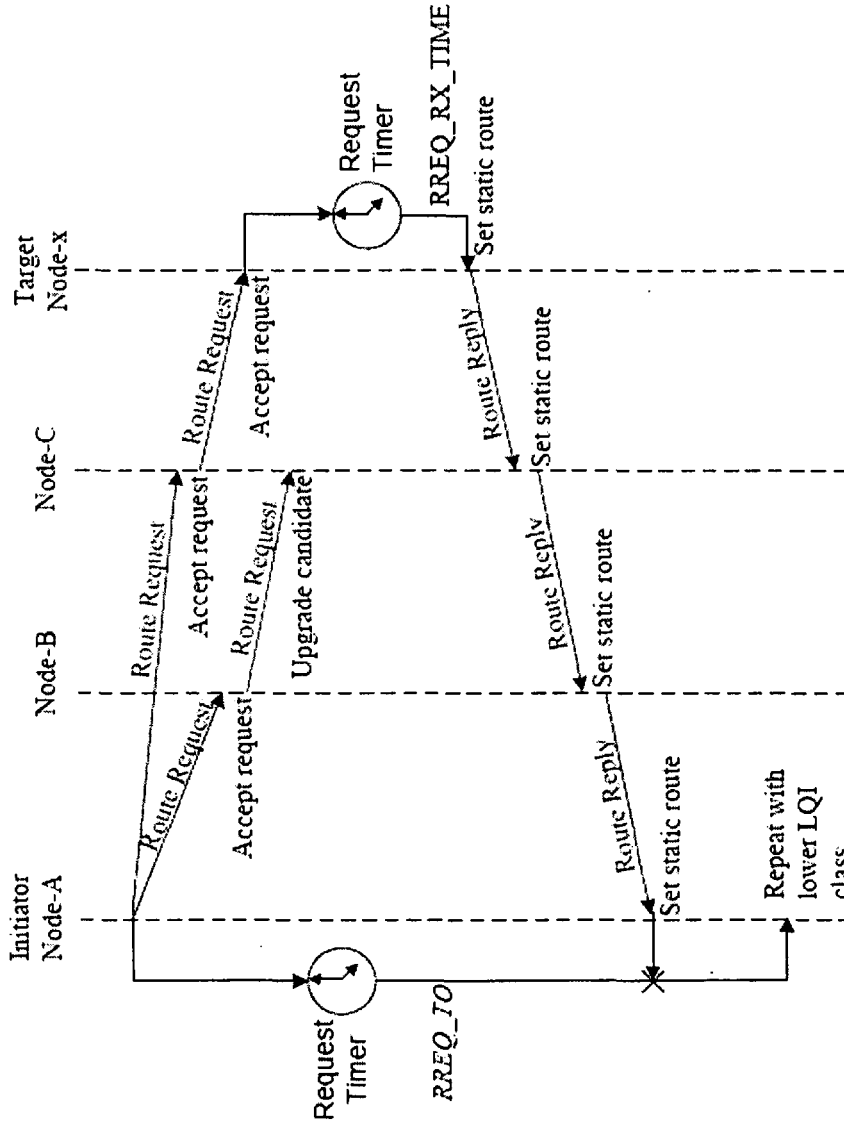 Initiator
Node-A
Node-B
Node-C
Target
Node-x
Route Request
Route Request
Accept request
Route Request
Accept request
Accept request
Route Request
Upgrade candidate
Request
Timer
RREQ_RX_TIME
Set static route
Route Reply
Set static route
Route Reply
Set static route
Route Reply
Set static route
Request
Timer
RREQ_TO
Repeat with
lower LQI
class